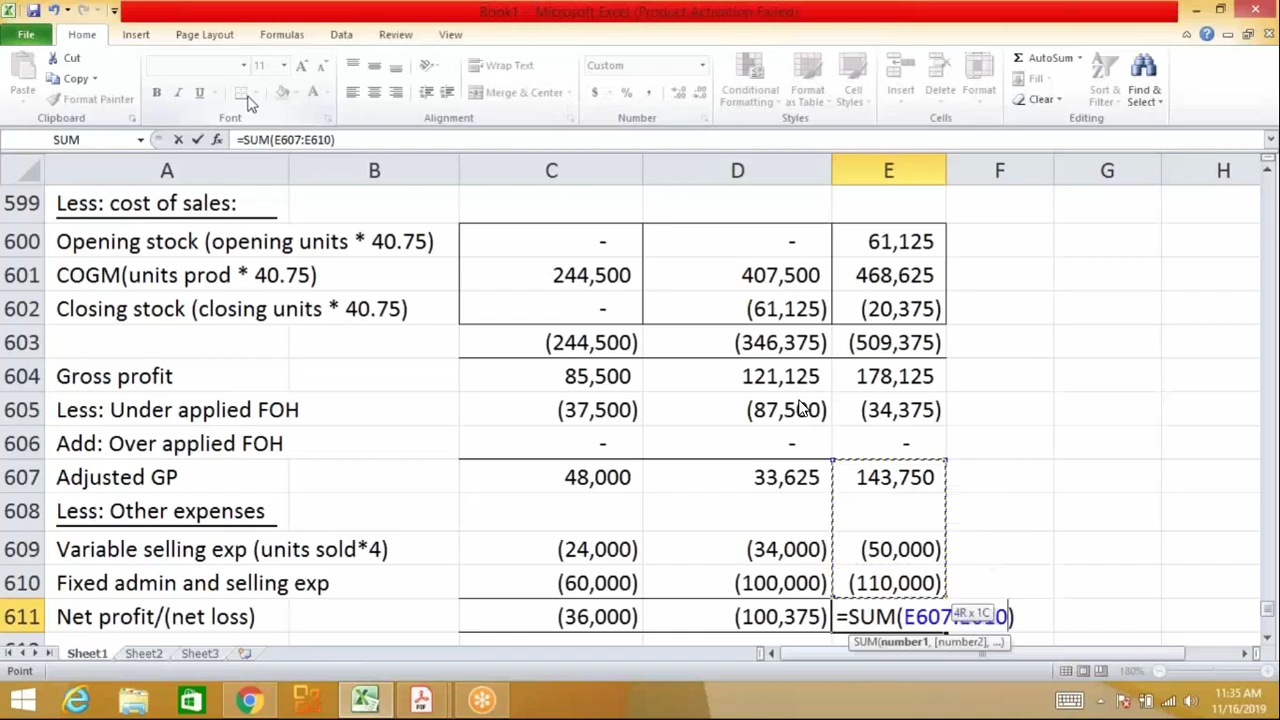 Book1 - Microsoft Excel (Product Activation Failed)
File Home Insert Page Layout Formulas Data Review View
Paste Cut Copy Format Painter Clipboard
11 A A B I U A Font
Wrap Text Merge & Center Alignment
Custom $ % , Number
Conditional Formatting Format as Table Cell Styles Styles
Insert Delete Format Cells
Σ AutoSum Fill Clear Sort & Filter Find & Select Editing
SUM fx =SUM(E607:E610)
A B C D E F G H
599 Less: cost of sales:
600 Opening stock (opening units * 40.75) - - 61,125
601 COGM(units prod * 40.75) 244,500 407,500 468,625
602 Closing stock (closing units * 40.75) - (61,125) (20,375)
603 (244,500) (346,375) (509,375)
604 Gross profit 85,500 121,125 178,125
605 Less: Under applied FOH (37,500) (87,500) (34,375)
606 Add: Over applied FOH - - -
607 Adjusted GP 48,000 33,625 143,750
608 Less: Other expenses
609 Variable selling exp (units sold*4) (24,000) (34,000) (50,000)
610 Fixed admin and selling exp (60,000) (100,000) (110,000)
611 Net profit/(net loss) (36,000) (100,375) =SUM(E607:E610)
4R x 1C
SUM(number1, [number2], ...)
Sheet1 Sheet2 Sheet3
Point 180%
PDF
11:35 AM
11/16/2019